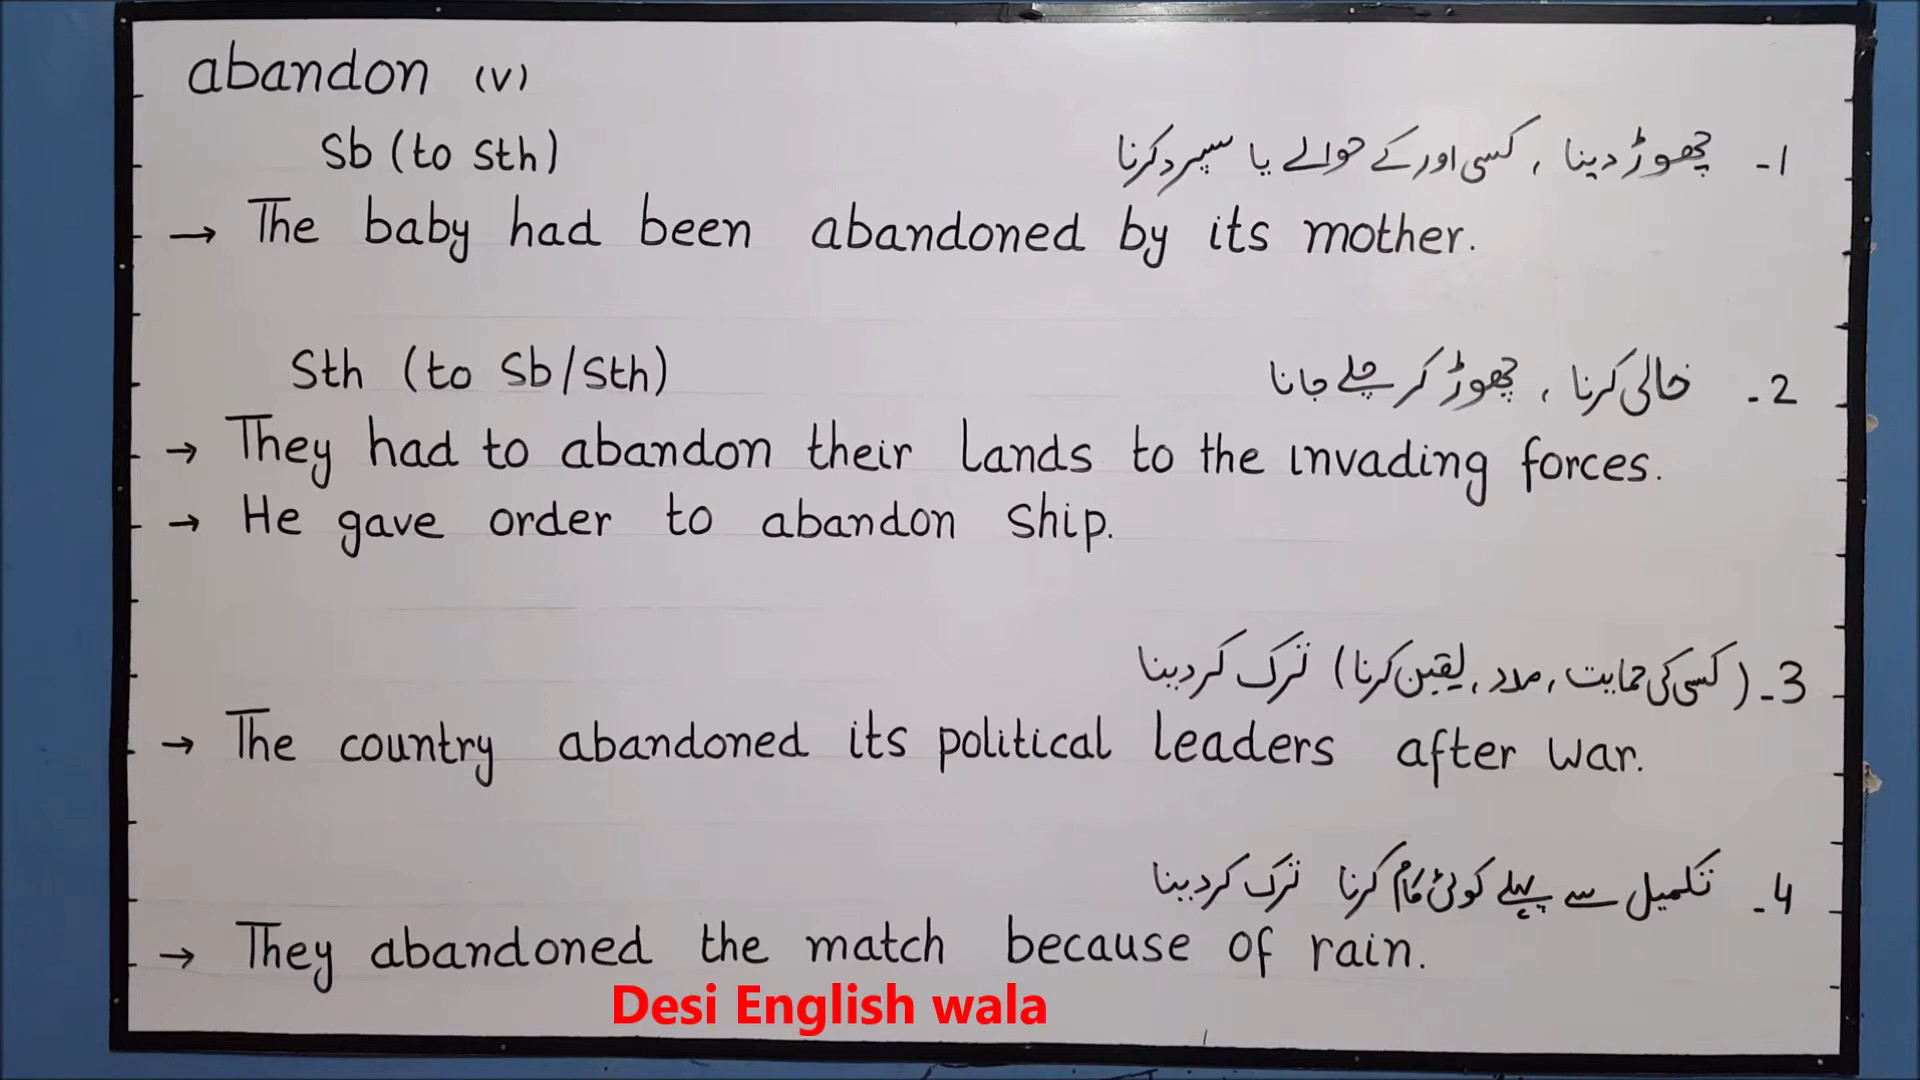 abandon (v)
Sb (to Sth) 1- چھوڑ دینا ، کسی اور کے حوالے یا سپرد کرنا
→ The baby had been abandoned by its mother.
Sth (to Sb/Sth) 2- خالی کرنا ، چھوڑ کر چلے جانا
→ They had to abandon their lands to the invading forces.
→ He gave order to abandon ship.
3- (کسی کی حمایت، مدد، یقین کرنا) ترک کر دینا
→ The country abandoned its political leaders after war.
4- تکمیل سے پہلے کوئی کام کرنا ترک کر دینا
→ They abandoned the match because of rain.
Desi English wala